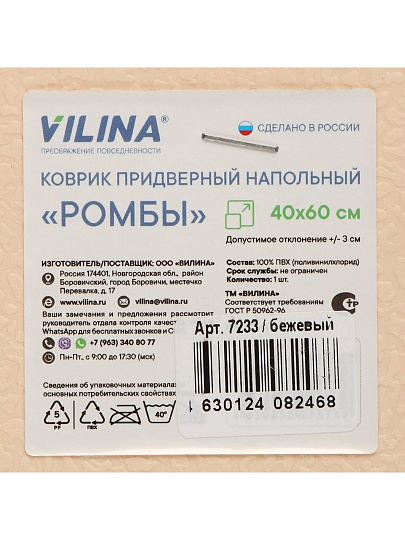 VILINA®
ПРЕОБРАЖЕНИЕ ПОВСЕДНЕВНОСТИ
СДЕЛАНО В РОССИИ
КОВРИК ПРИДВЕРНЫЙ НАПОЛЬНЫЙ
«РОМБЫ»
40х60 см
Допустимое отклонение +/- 3 см
ИЗГОТОВИТЕЛЬ/ПОСТАВЩИК: ООО «ВИЛИНА»
Россия 174401, Новгородская обл., район
Боровичский, город Боровичи, местечко
Перевалка, д. 17
www.vilina.ru
vilina@vilina.ru
Ваши замечания и предложения рассмотрит
руководитель отдела контроля качества
WhatsApp для бесплатных звонков и
+7 (963) 340 80 77
Пн-Пт., с 9:00 до 17:30 (мск)
Состав: 100% ПВХ (поливинилхлорид)
Срок службы: не ограничен
Количество: 1 шт.
ТМ «ВИЛИНА»
Соответствует требованиям
ГОСТ Р 50962-96
Арт. 7233 / бежевый
4 630124 082468
Сведения об упаковочных материалах
основных потребительских свойствах
5
PP
ПВХ
40°